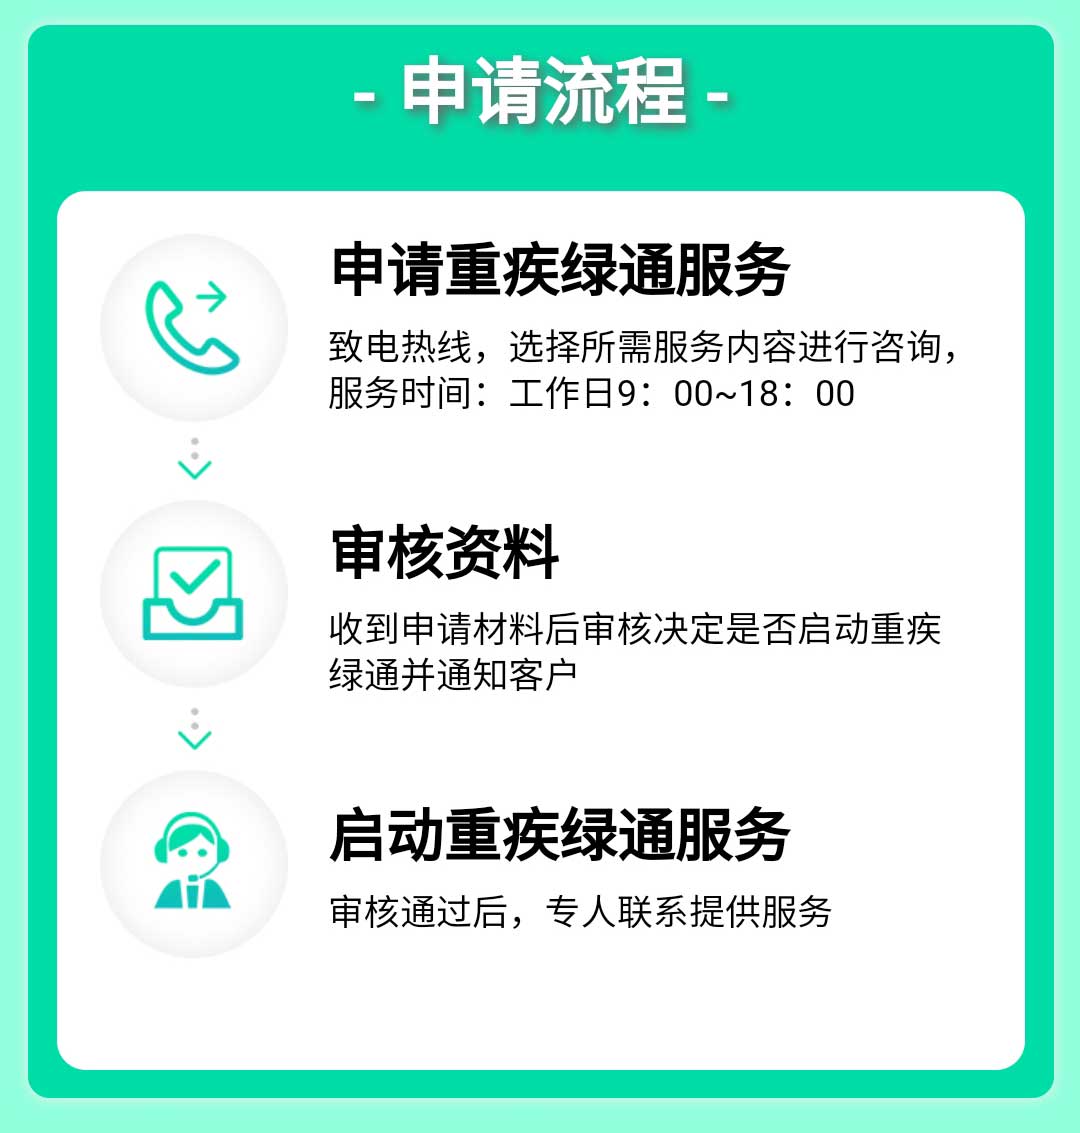 - 申请流程 -
申请重疾绿通服务
致电热线，选择所需服务内容进行咨询，
服务时间：工作日9：00~18：00
审核资料
收到申请材料后审核决定是否启动重疾
绿通并通知客户
启动重疾绿通服务
审核通过后，专人联系提供服务